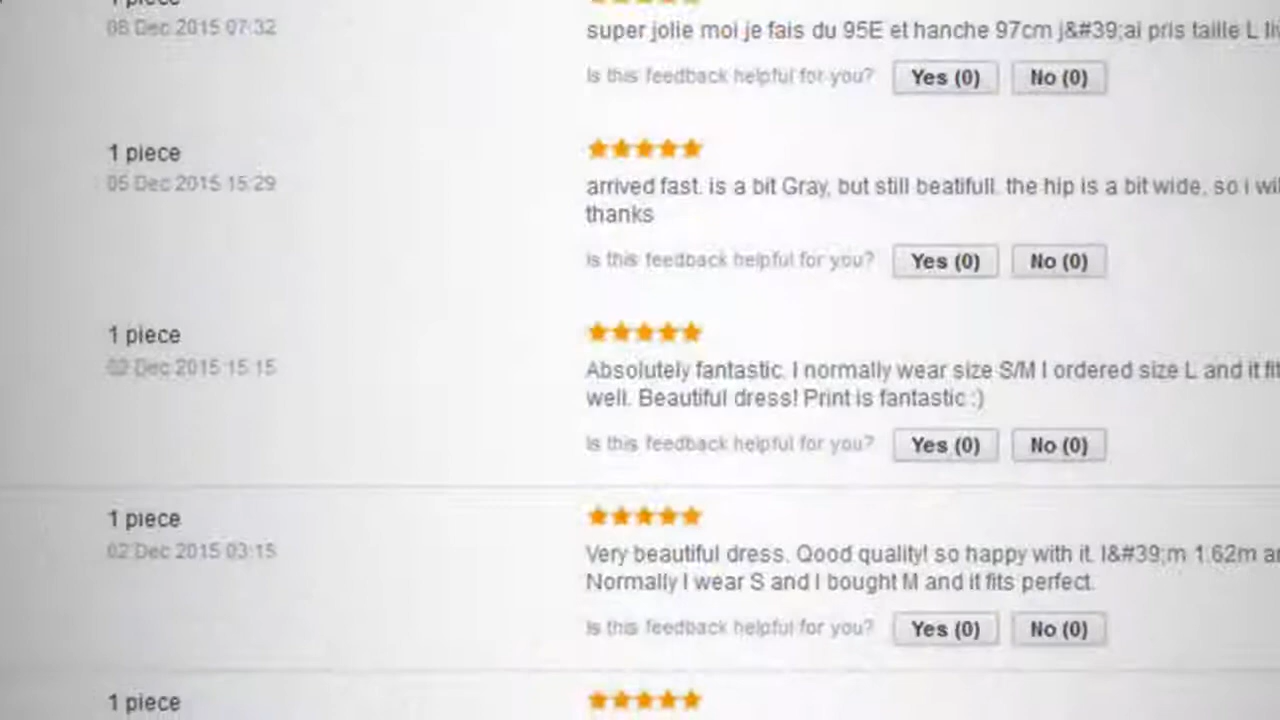 1 piece
08 Dec 2015 07:32
super jolie moi je fais du 95E et hanche 97cm j&#39;ai pris taille L
Is this feedback helpful for you? Yes (0) No (0)
1 piece
05 Dec 2015 15:29
arrived fast. is a bit Gray, but still beatifull. the hip is a bit wide, so i
thanks
Is this feedback helpful for you? Yes (0) No (0)
1 piece
02 Dec 2015 15:15
Absolutely fantastic. I normally wear size S/M I ordered size L and it
well. Beautiful dress! Print is fantastic :)
Is this feedback helpful for you? Yes (0) No (0)
1 piece
02 Dec 2015 03:15
Very beautiful dress. Qood quality! so happy with it. I&#39;m 1.62m
Normally I wear S and I bought M and it fits perfect.
Is this feedback helpful for you? Yes (0) No (0)
1 piece